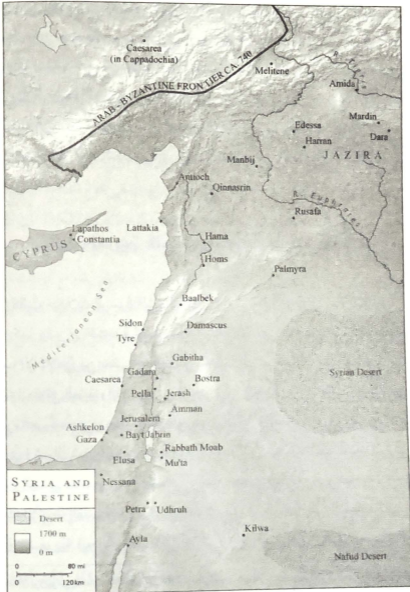 Caesarea
(in Cappadochia)
ARAB - BYZANTINE FRONTIER CA. 740
Melitene
Amida
Mardin
Dara
Edessa
Harran
JAZIRA
Manbij
Antioch
Qinnasrin
R. Euphrates
Rusafa
Lapathos
Constantia
CYPRUS
Lattakia
Hama
Homs
Palmyra
Baalbek
Mediterranean Sea
Sidon
Damascus
Tyre
Gabitha
Syrian Desert
Gadara
Caesarea
Bostra
Pella
Jerash
Amman
Jerusalem
Ashkelon
Bayt Jabrin
Gaza
Rabbath Moab
Elusa
Mu'ta
Nessana
Petra
Udhruh
Kilwa
Ayla
Nafud Desert
SYRIA AND
PALESTINE
Desert
1700 m
0 m
0 80 mi
0 120 km